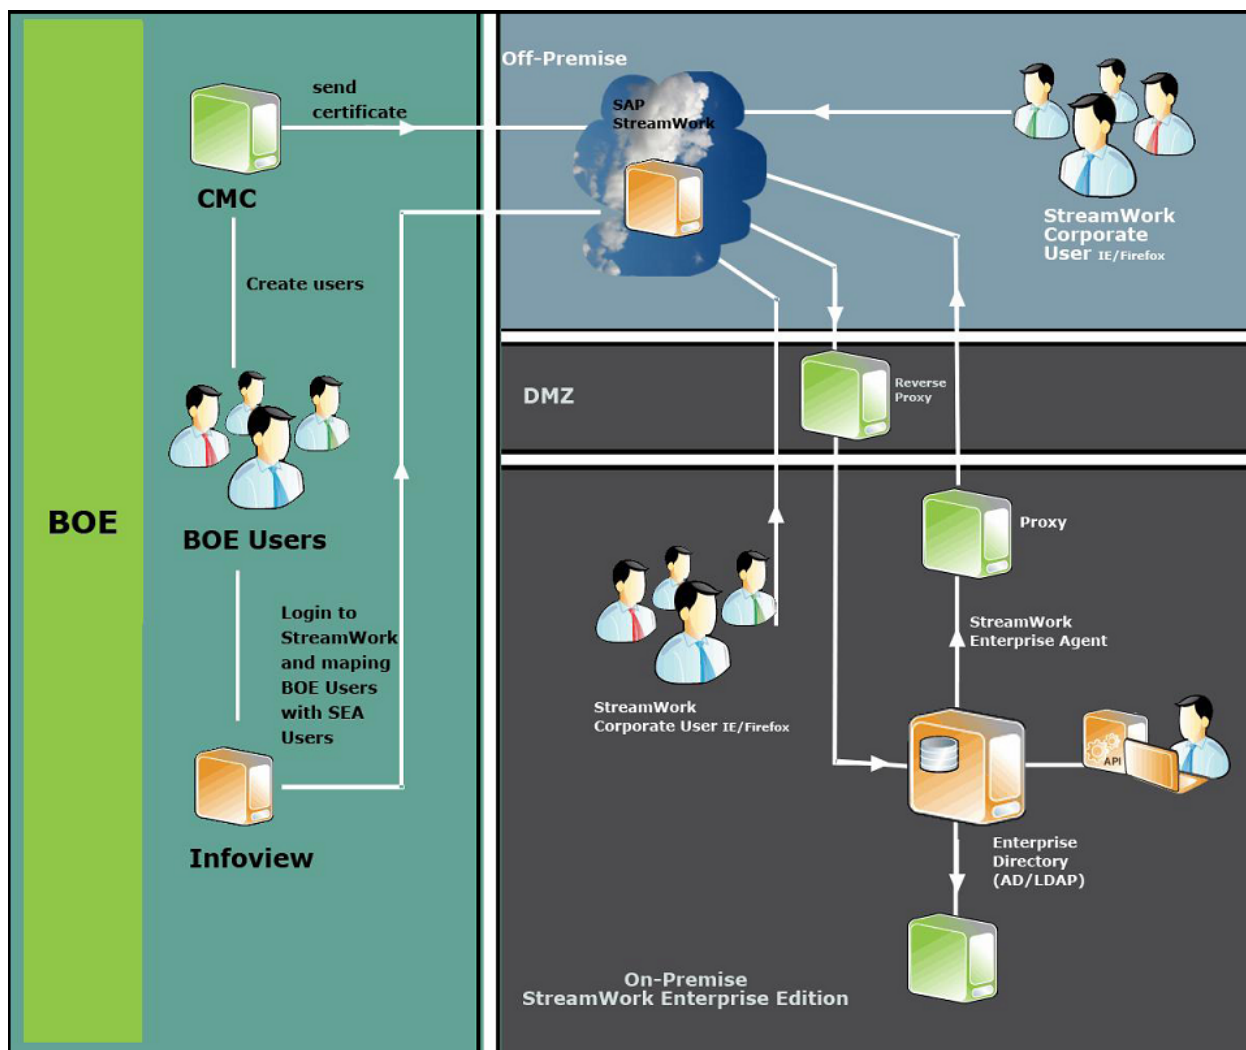 BOE
send
certificate
CMC
Create users
BOE Users
Login to
StreamWork
and maping
BOE Users
with SEA
Users
Infoview
Off-Premise
SAP
StreamWork
StreamWork
Corporate
User IE/Firefox
DMZ
Reverse
Proxy
Proxy
StreamWork
Enterprise Agent
StreamWork
Corporate User IE/Firefox
API
Enterprise
Directory
(AD/LDAP)
On-Premise
StreamWork Enterprise Edition